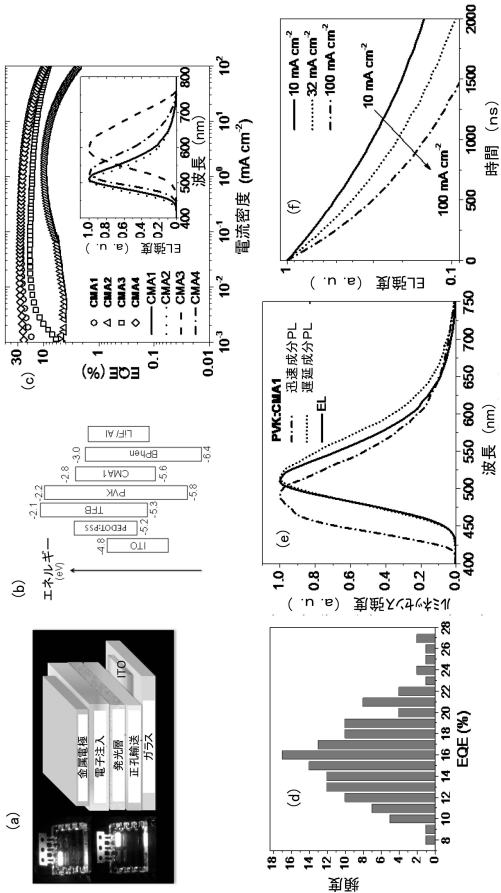 (a)
金属電極
電子注入
発光層
正孔輸送
ガラス
ITO
(b)
エネルギー
(eV)
-4.8
ITO
-5.2
PEDOT:PSS
-2.1
TFB
-5.3
-2.2
PVK
-5.8
-2.8
CMA1
-5.6
-3.0
BPhen
-6.4
LiF/Al
(c)
EQE (%)
30
10
1
0.1
0.01
10-3 10-2 10-1 100 101 102
電流密度 (mA cm-2)
CMA1
CMA2
CMA3
CMA4
CMA1
CMA2
CMA3
CMA4
EL強度
(a. u.)
1.0
0.8
0.6
0.4
0.2
0
400 500 600 700 800
波長 (nm)
(d)
頻度
18
16
14
12
10
8
6
4
2
0
8 10 12 14 16 18 20 22 24 26 28
EQE (%)
(e)
PVK:CMA1
迅速成分PL
遅延成分PL
EL
ルミネッセンス強度
(a. u.)
1.0
0.8
0.6
0.4
0.2
0.0
400 450 500 550 600 650 700 750
波長 (nm)
(f)
10 mA cm-2
32 mA cm-2
100 mA cm-2
10 mA cm-2
100 mA cm-2
EL強度
(a. u.)
1
0.1
0 500 1000 1500 2000
時間 (ns)